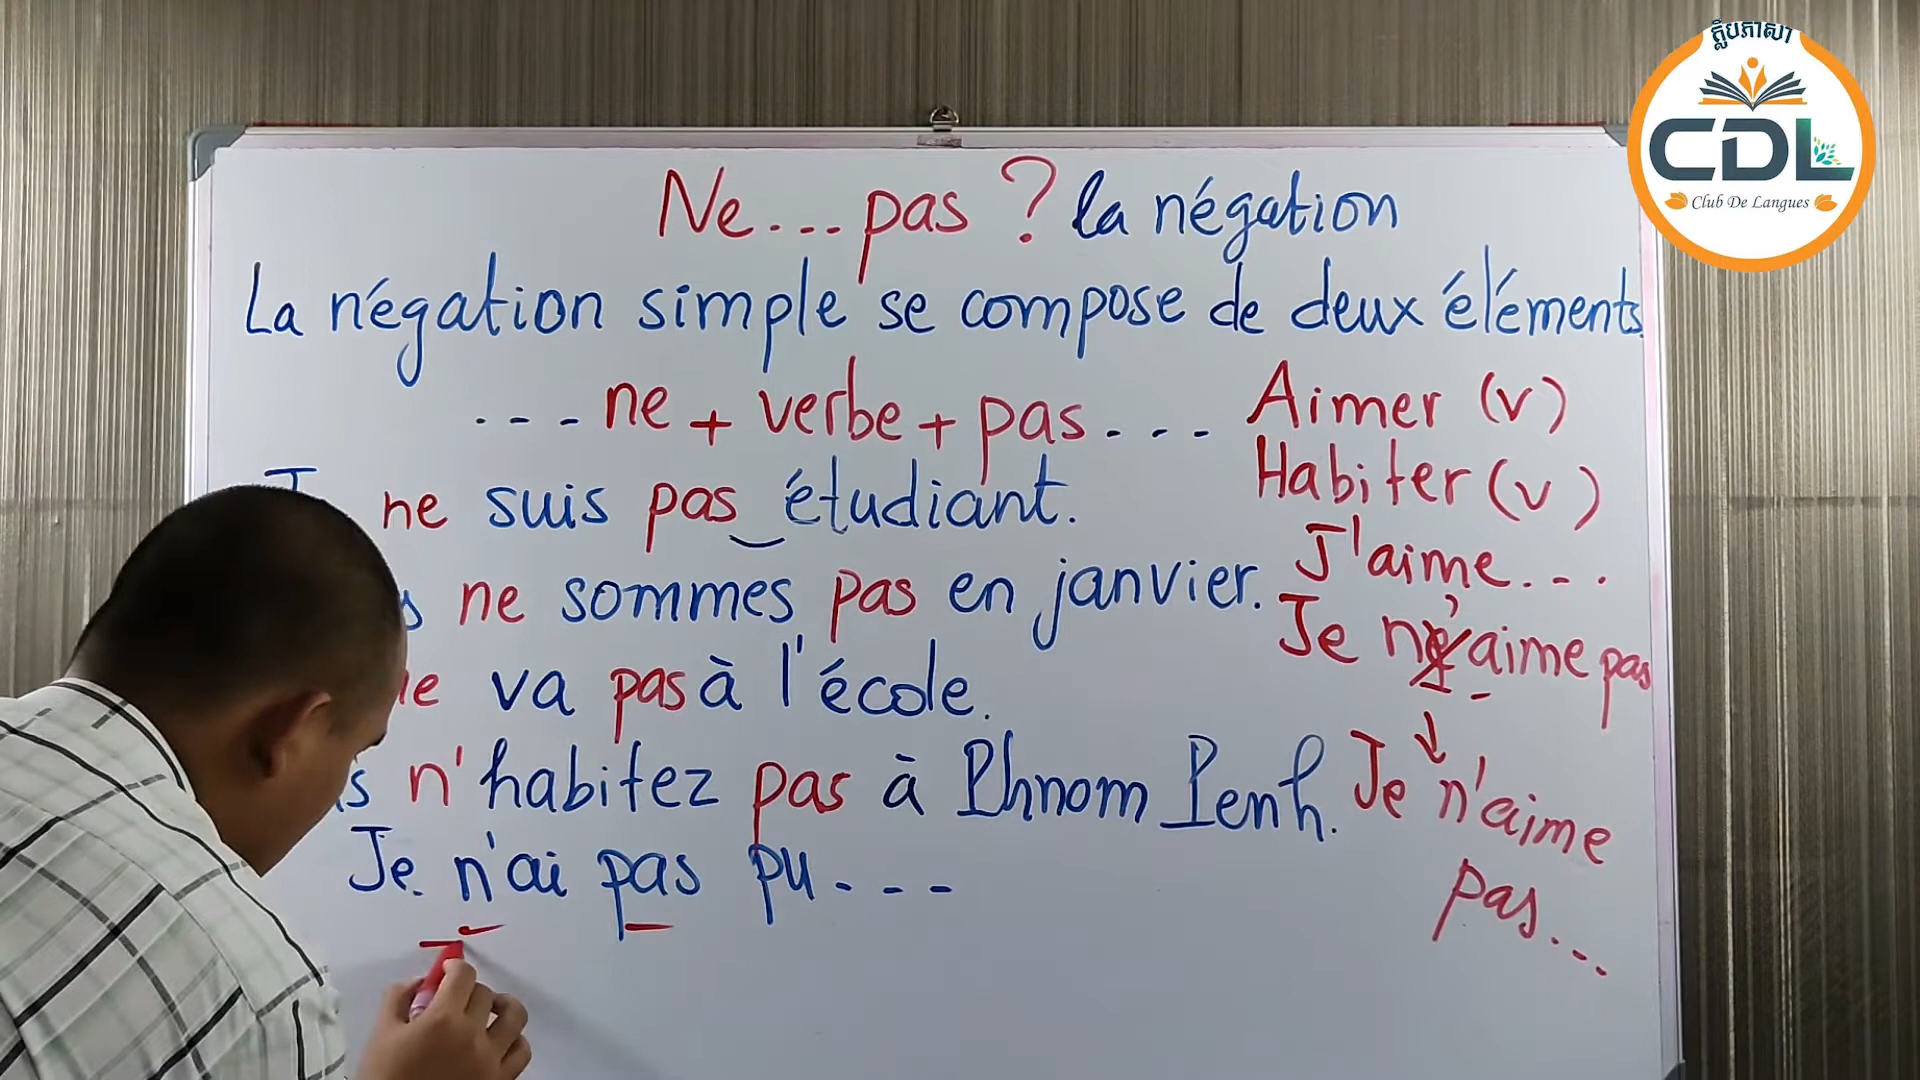 ក្លឹបភាសា
CDL
Club De Langues
Ne... pas ? la négation
La négation simple se compose de deux éléments.
... ne + verbe + pas...
ne suis pas étudiant.
ne sommes pas en janvier.
va pas à l'école.
n'habitez pas à Phnom Penh.
Je n'ai pas pu...
Aimer (v)
Habiter (v)
J'aime...
Je ne aime pas
Je n'aime
pas...